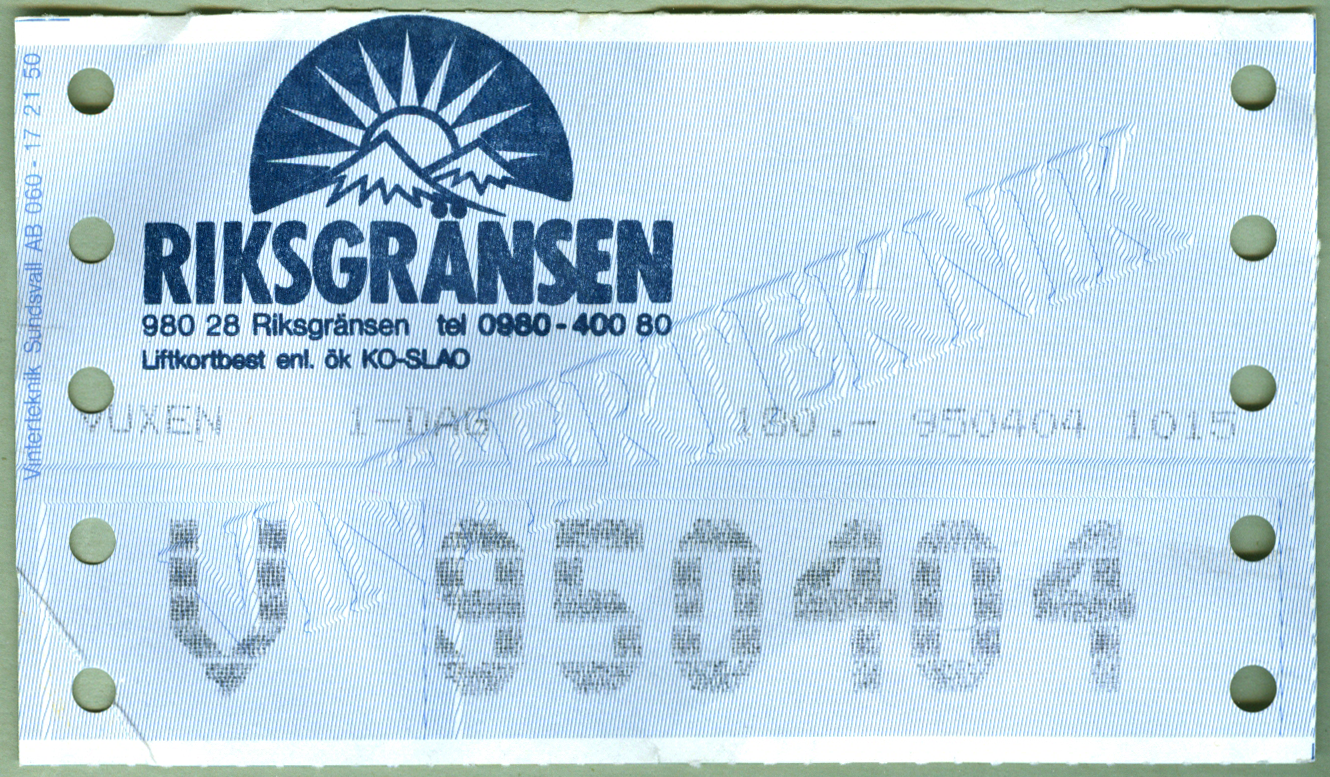 RIKSGRÄNSEN
980 28 Riksgränsen tel 0980-400 80
Liftkortbest enl. ök KO-SLAO
VUXEN 1-DAG 180.- 950404 1015
V 950404
Vinterteknik Sundsvall AB 060-17 21 50
VINTERTEKNIK